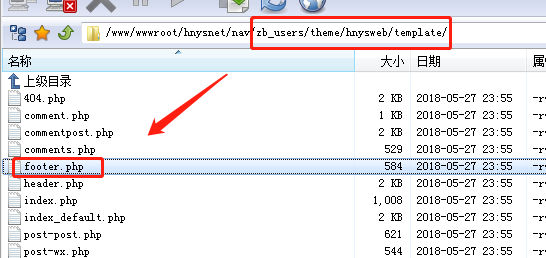 /www/wwwroot/hnysnet/nav/zb_users/theme/hnysweb/template/
名称 大小 日期 属
上级目录
404.php 2 KB 2018-05-27 23:55 -r
comment.php 1 KB 2018-05-27 23:55 -r
commentpost.php 2 KB 2018-05-27 23:55 -r
comments.php 529 2018-05-27 23:55 -r
footer.php 584 2018-05-27 23:55 -r
header.php 2 KB 2018-05-27 23:55 -r
index.php 1,008 2018-05-27 23:55 -r
index_default.php 2 KB 2018-05-27 23:55 -r
post-post.php 621 2018-05-27 23:55 -r
post-wx.php 544 2018-05-27 23:55 -r